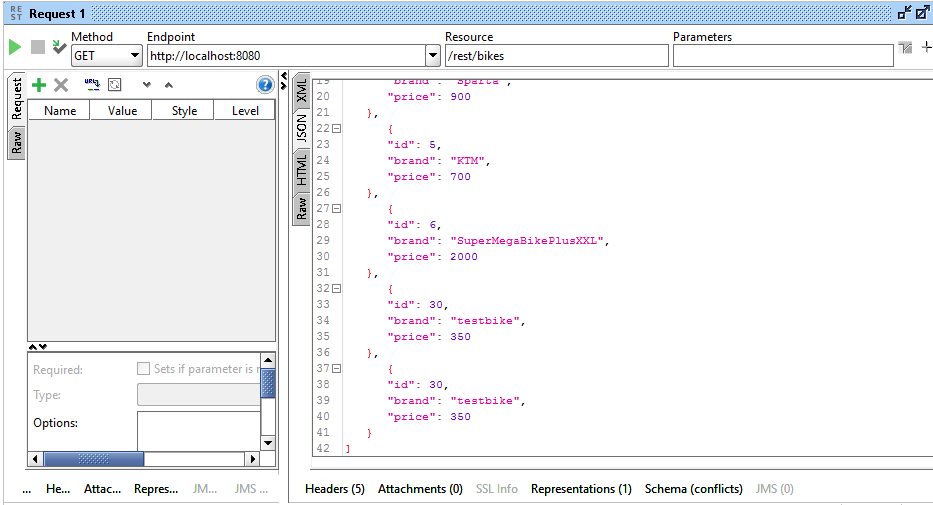 REST Request 1
Method Endpoint Resource Parameters
GET http://localhost:8080 /rest/bikes
Request
Raw
Name Value Style Level
Required: Sets if parameter is r
Type:
Options:
... He... Attac... Repres... JM... JMS ...
XML
JSON
HTML
Raw
19 "brand": "Sparta",
20 "price": 900
21 },
22 {
23 "id": 5,
24 "brand": "KTM",
25 "price": 700
26 },
27 {
28 "id": 6,
29 "brand": "SuperMegaBikePlusXXL",
30 "price": 2000
31 },
32 {
33 "id": 30,
34 "brand": "testbike",
35 "price": 350
36 },
37 {
38 "id": 30,
39 "brand": "testbike",
40 "price": 350
41 }
42 ]
Headers (5) Attachments (0) SSL Info Representations (1) Schema (conflicts) JMS (0)